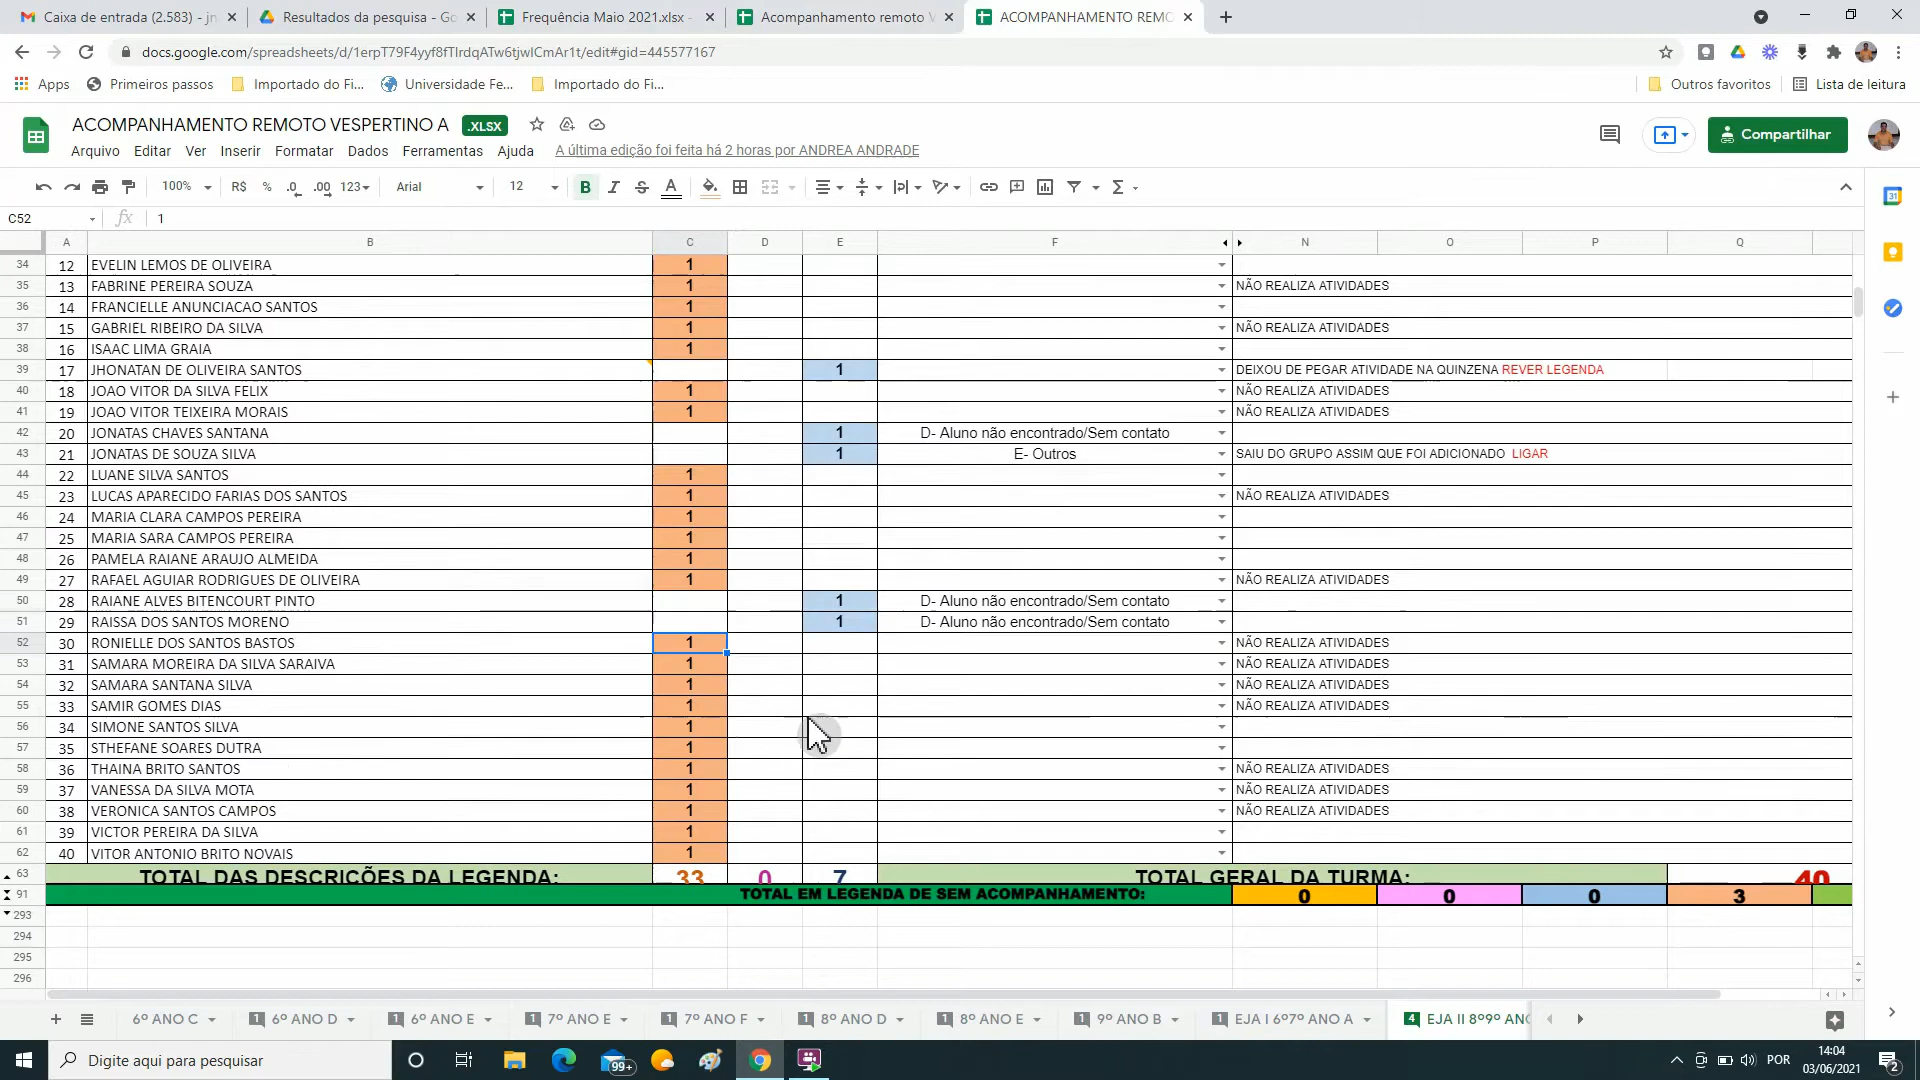 Caixa de entrada (2.583) - jn
Resultados da pesquisa - Go
Frequência Maio 2021.xlsx -
Acompanhamento remoto V
ACOMPANHAMENTO REMO
docs.google.com/spreadsheets/d/1erpT79F4yyf8fTIrdqATw6tjwICmAr1t/edit#gid=445577167
Apps
Primeiros passos
Importado do Fi...
Universidade Fe...
Importado do Fi...
Outros favoritos
Lista de leitura
ACOMPANHAMENTO REMOTO VESPERTINO A .XLSX
Compartilhar
Arquivo Editar Ver Inserir Formatar Dados Ferramentas Ajuda A última edição foi feita há 2 horas por ANDREA ANDRADE
100% R$ % .0 .00 123 Arial 12 B I S A Σ
C52 fx 1
A B C D E F N O P Q
34 12 EVELIN LEMOS DE OLIVEIRA 1
35 13 FABRINE PEREIRA SOUZA 1 NÃO REALIZA ATIVIDADES
36 14 FRANCIELLE ANUNCIACAO SANTOS 1
37 15 GABRIEL RIBEIRO DA SILVA 1 NÃO REALIZA ATIVIDADES
38 16 ISAAC LIMA GRAIA 1
39 17 JHONATAN DE OLIVEIRA SANTOS 1 DEIXOU DE PEGAR ATIVIDADE NA QUINZENA REVER LEGENDA
40 18 JOAO VITOR DA SILVA FELIX 1 NÃO REALIZA ATIVIDADES
41 19 JOAO VITOR TEIXEIRA MORAIS 1 NÃO REALIZA ATIVIDADES
42 20 JONATAS CHAVES SANTANA 1 D- Aluno não encontrado/Sem contato
43 21 JONATAS DE SOUZA SILVA 1 E- Outros SAIU DO GRUPO ASSIM QUE FOI ADICIONADO LIGAR
44 22 LUANE SILVA SANTOS 1
45 23 LUCAS APARECIDO FARIAS DOS SANTOS 1 NÃO REALIZA ATIVIDADES
46 24 MARIA CLARA CAMPOS PEREIRA 1
47 25 MARIA SARA CAMPOS PEREIRA 1
48 26 PAMELA RAIANE ARAUJO ALMEIDA 1
49 27 RAFAEL AGUIAR RODRIGUES DE OLIVEIRA 1 NÃO REALIZA ATIVIDADES
50 28 RAIANE ALVES BITENCOURT PINTO 1 D- Aluno não encontrado/Sem contato
51 29 RAISSA DOS SANTOS MORENO 1 D- Aluno não encontrado/Sem contato
52 30 RONIELLE DOS SANTOS BASTOS 1 NÃO REALIZA ATIVIDADES
53 31 SAMARA MOREIRA DA SILVA SARAIVA 1 NÃO REALIZA ATIVIDADES
54 32 SAMARA SANTANA SILVA 1 NÃO REALIZA ATIVIDADES
55 33 SAMIR GOMES DIAS 1 NÃO REALIZA ATIVIDADES
56 34 SIMONE SANTOS SILVA 1
57 35 STHEFANE SOARES DUTRA 1
58 36 THAINA BRITO SANTOS 1 NÃO REALIZA ATIVIDADES
59 37 VANESSA DA SILVA MOTA 1 NÃO REALIZA ATIVIDADES
60 38 VERONICA SANTOS CAMPOS 1 NÃO REALIZA ATIVIDADES
61 39 VICTOR PEREIRA DA SILVA 1
62 40 VITOR ANTONIO BRITO NOVAIS 1
63 TOTAL DAS DESCRIÇÕES DA LEGENDA: 33 0 7 TOTAL GERAL DA TURMA: 40
91 TOTAL EM LEGENDA DE SEM ACOMPANHAMENTO: 0 0 0 3
293
294
295
296
6º ANO C 1 6º ANO D 1 6º ANO E 1 7º ANO E 1 7º ANO F 1 8º ANO D 1 8º ANO E 1 9º ANO B 1 EJA I 6º7º ANO A 4 EJA II 8º9º ANO
Digite aqui para pesquisar
99+
POR
14:04
03/06/2021
2
31